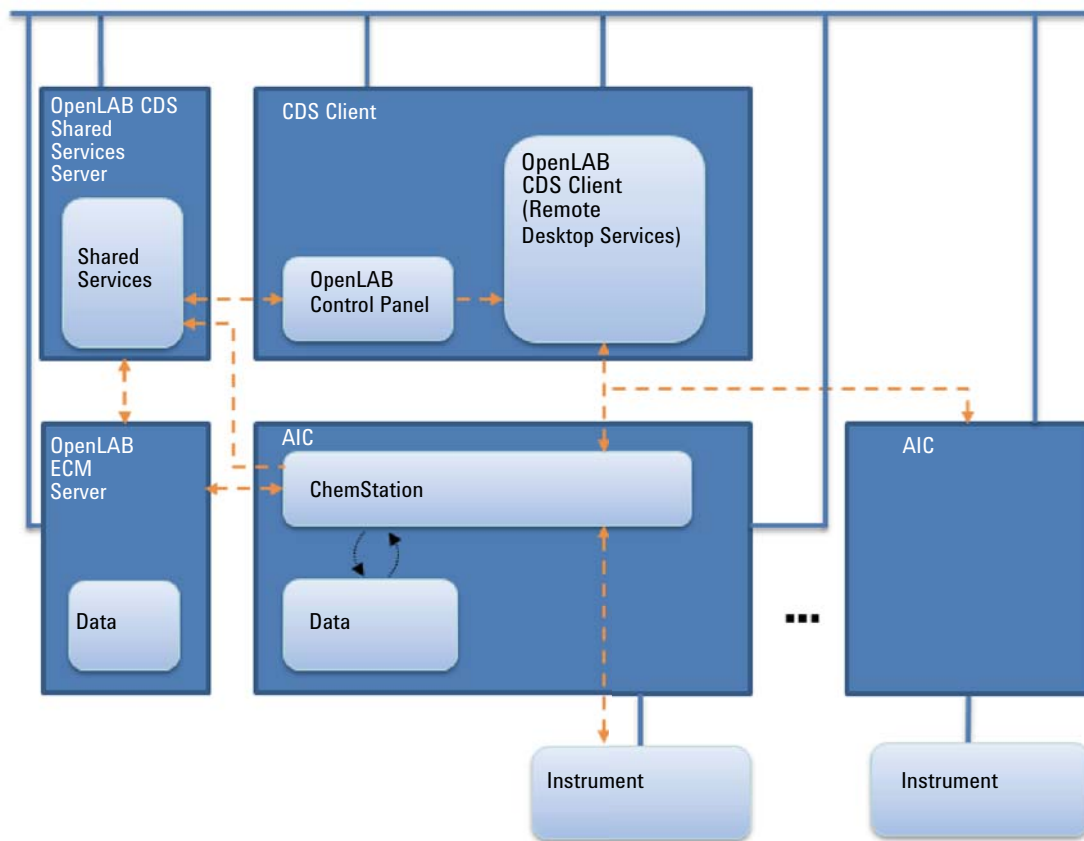 OpenLAB CDS
Shared
Services
Server
Shared
Services
CDS Client
OpenLAB
CDS Client
(Remote
Desktop Services)
OpenLAB
Control Panel
OpenLAB
ECM
Server
Data
AIC
ChemStation
Data
AIC
Instrument
Instrument